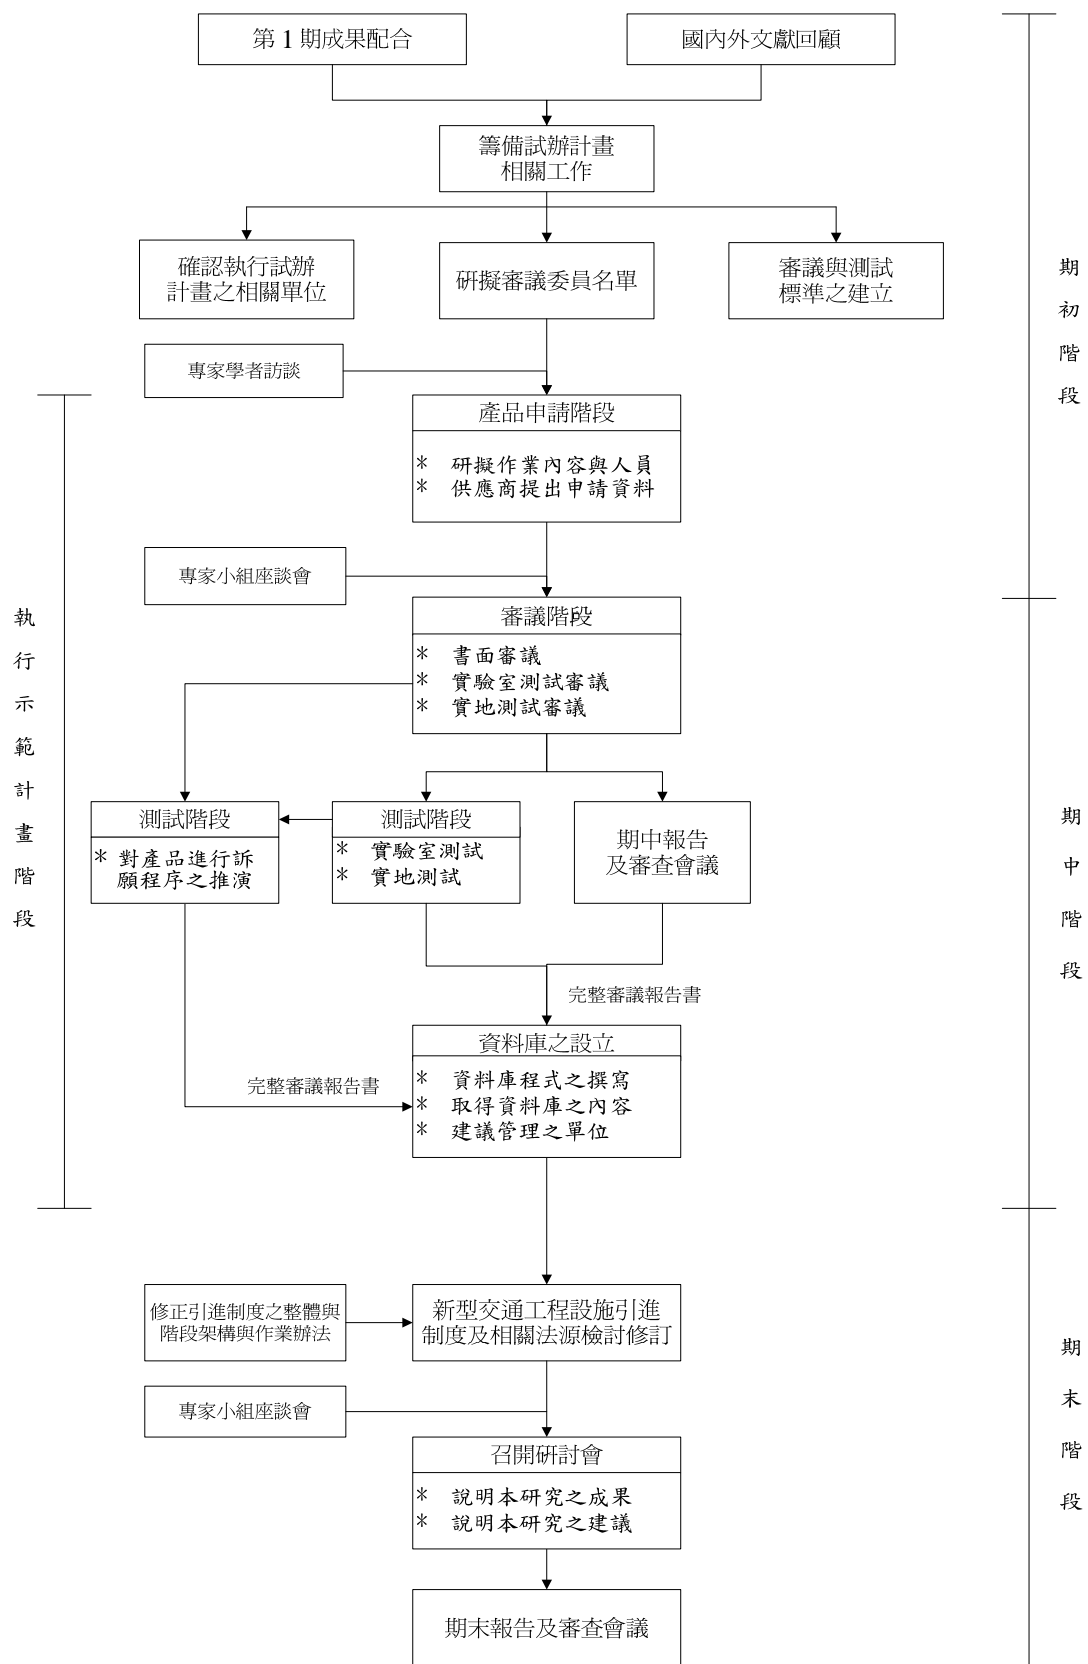 第 1 期成果配合
國內外文獻回顧
籌備試辦計畫
相關工作
確認執行試辦
計畫之相關單位
研擬審議委員名單
審議與測試
標準之建立
專家學者訪談
產品申請階段
* 研擬作業內容與人員
* 供應商提出申請資料
專家小組座談會
審議階段
* 書面審議
* 實驗室測試審議
* 實地測試審議
測試階段
* 對產品進行訴
願程序之推演
測試階段
* 實驗室測試
* 實地測試
期中報告
及審查會議
完整審議報告書
完整審議報告書
資料庫之設立
* 資料庫程式之撰寫
* 取得資料庫之內容
* 建議管理之單位
修正引進制度之整體與
階段架構與作業辦法
新型交通工程設施引進
制度及相關法源檢討修訂
專家小組座談會
召開研討會
* 說明本研究之成果
* 說明本研究之建議
期末報告及審查會議
執行示範計畫階段
期初階段
期中階段
期末階段